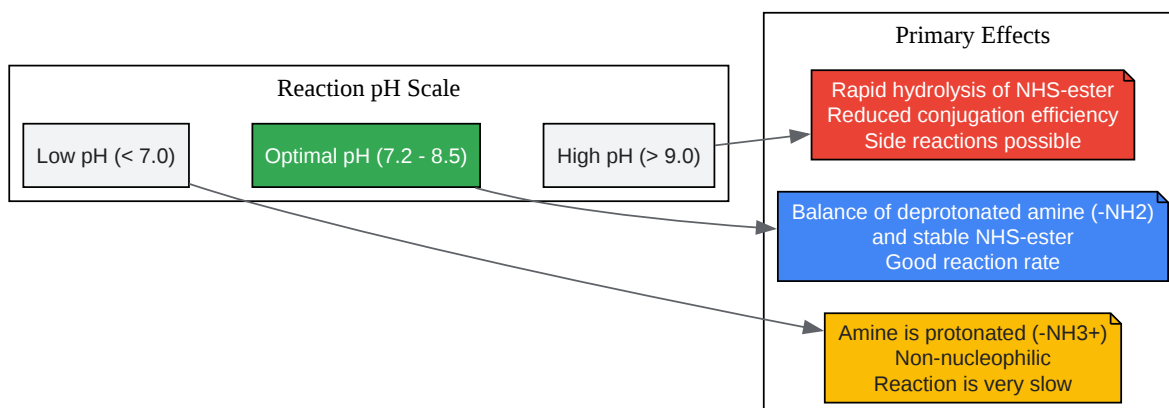 Reaction pH Scale
Low pH (< 7.0)
Optimal pH (7.2 - 8.5)
High pH (> 9.0)
Primary Effects
Rapid hydrolysis of NHS-ester
Reduced conjugation efficiency
Side reactions possible
Balance of deprotonated amine (-NH2)
and stable NHS-ester
Good reaction rate
Amine is protonated (-NH3+)
Non-nucleophilic
Reaction is very slow